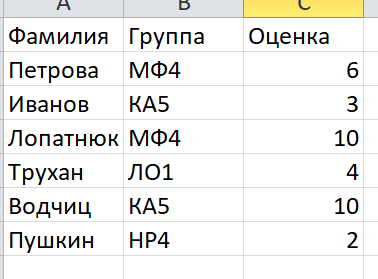 A B C
Фамилия Группа Оценка
Петрова МФ4 6
Иванов КА5 3
Лопатнюк МФ4 10
Трухан ЛО1 4
Водчиц КА5 10
Пушкин НР4 2